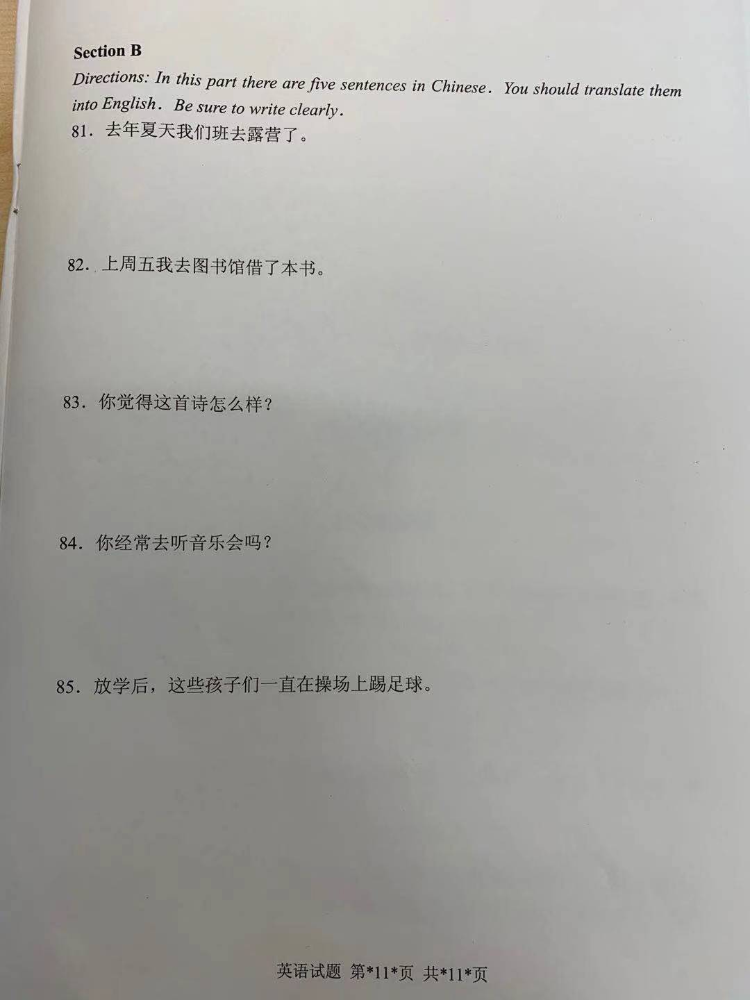 Section B
Directions: In this part there are five sentences in Chinese. You should translate them
into English. Be sure to write clearly.
81. 去年夏天我们班去露营了。
82. 上周五我去图书馆借了本书。
83. 你觉得这首诗怎么样？
84. 你经常去听音乐会吗？
85. 放学后，这些孩子们一直在操场上踢足球。
英语试题 第*11*页 共*11*页